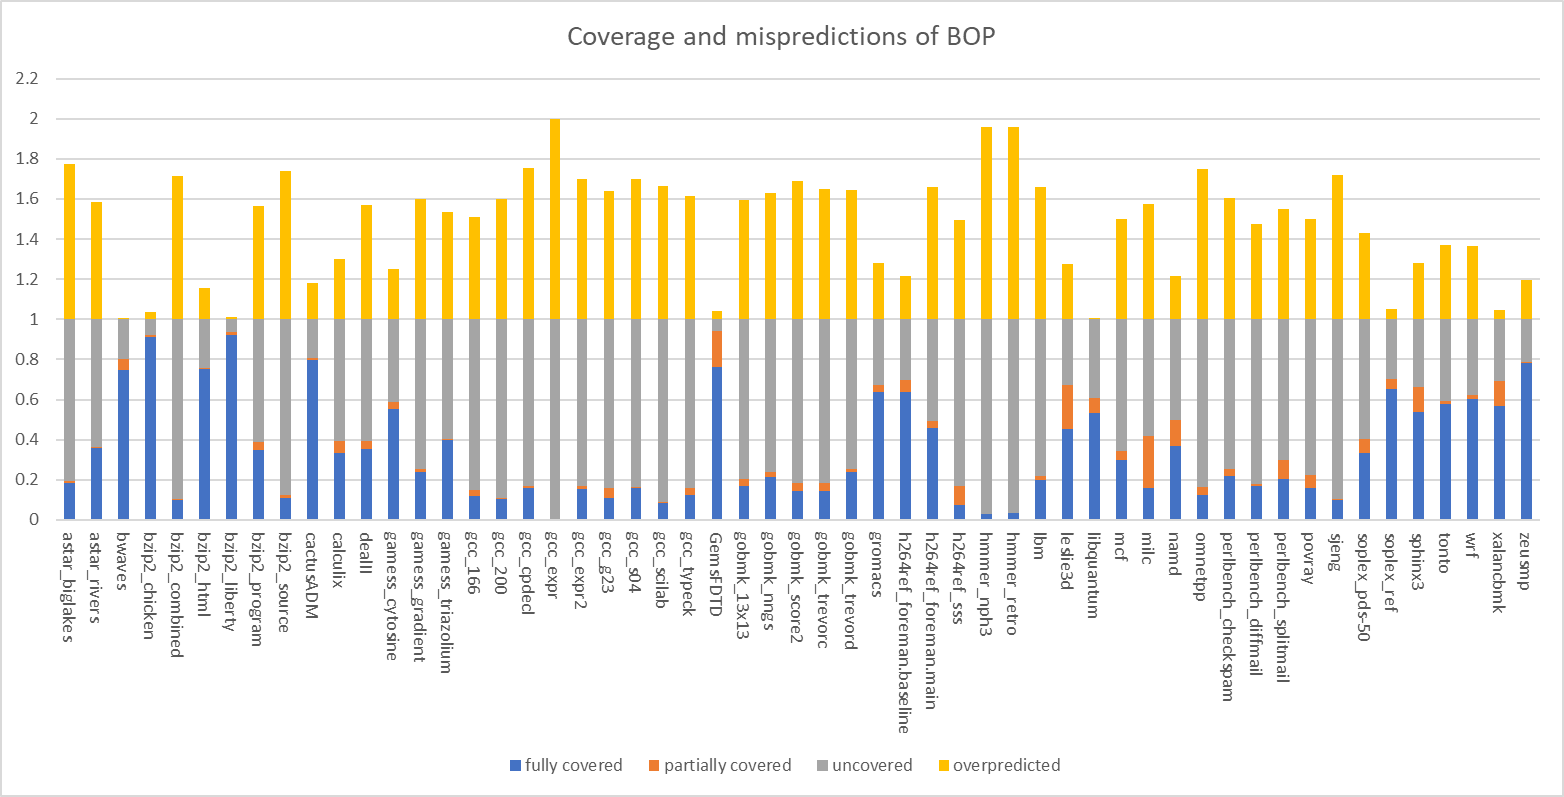 Coverage and mispredictions of BOP
2.2
2
1.8
1.6
1.4
1.2
1
0.8
0.6
0.4
0.2
0
astar_biglakes
astar_rivers
bwaves
bzip2_chicken
bzip2_combined
bzip2_html
bzip2_liberty
bzip2_program
bzip2_source
cactusADM
calculix
dealII
gamess_cytosine
gamess_gradient
gamess_triazolium
gcc_166
gcc_200
gcc_cpdecl
gcc_expr
gcc_expr2
gcc_g23
gcc_s04
gcc_scilab
gcc_typeck
GemsFDTD
gobmk_13x13
gobmk_nngs
gobmk_score2
gobmk_trevorc
gobmk_trevord
gromacs
h264ref_foreman.baseline
h264ref_foreman.main
h264ref_sss
hmmer_nph3
hmmer_retro
lbm
leslie3d
libquantum
mcf
milc
namd
omnetpp
perlbench_checkspam
perlbench_diffmail
perlbench_splitmail
povray
sjeng
soplex_pds-50
soplex_ref
sphinx3
tonto
wrf
xalancbmk
zeusmp
fully covered
partially covered
uncovered
overpredicted